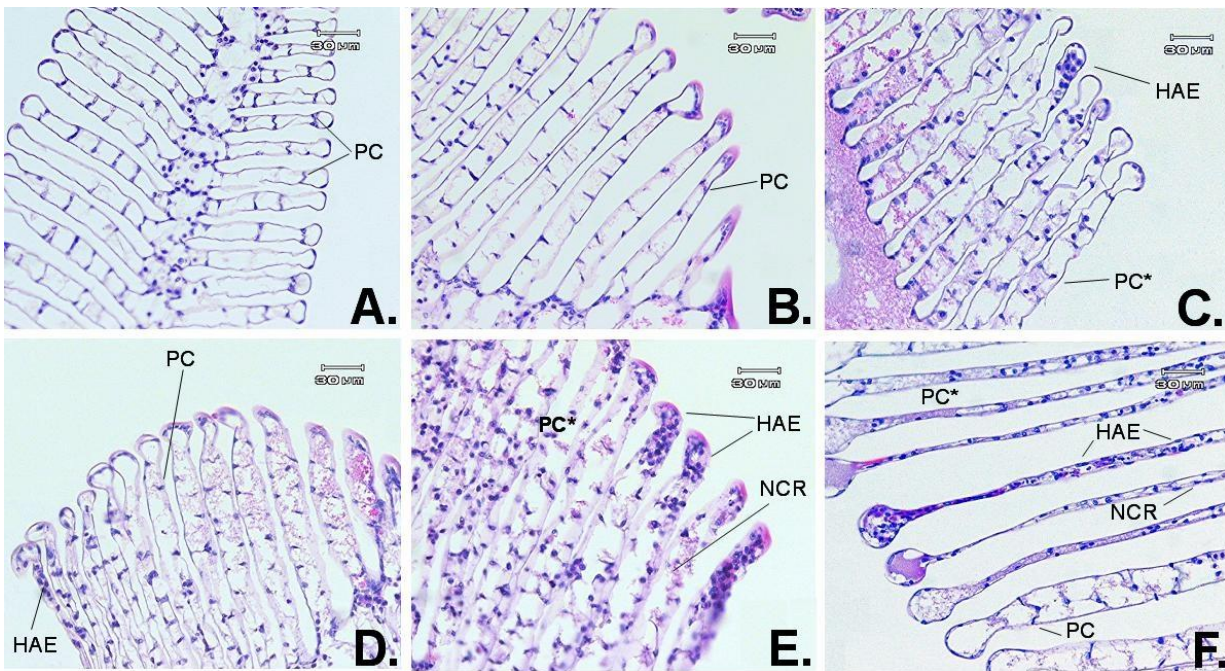 30 µm
PC
A.
30 µm
PC
B.
30 µm
HAE
PC*
C.
PC
30 µm
HAE
D.
30 µm
PC*
HAE
NCR
E.
30 µm
PC*
HAE
NCR
PC
F.